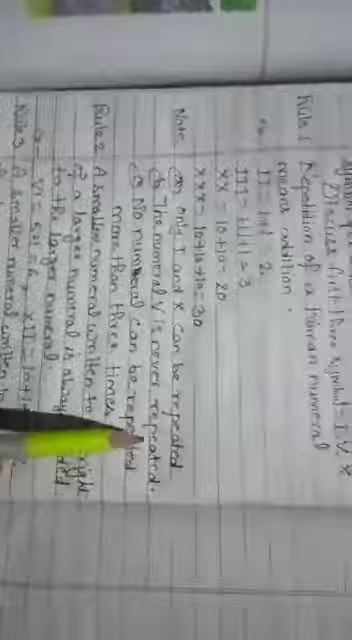 Discuss first three symbol = I, V, X
Rule 1 Repetition of a Roman numeral
means addition.
II = 1+1 = 2
III = 1+1+1 = 3
XX = 10+10 = 20
XXX = 10+10+10 = 30
Note (a) only I and X can be repeated
(b) The numeral V is never repeated.
(c) No numeral can be repeated
more than three times
Rule 2 A smaller numeral written to right
a larger numeral is always
to the larger numeral.
VI = 5+1 = 6, XII = 10+1
Rule 3 A smaller numeral written to